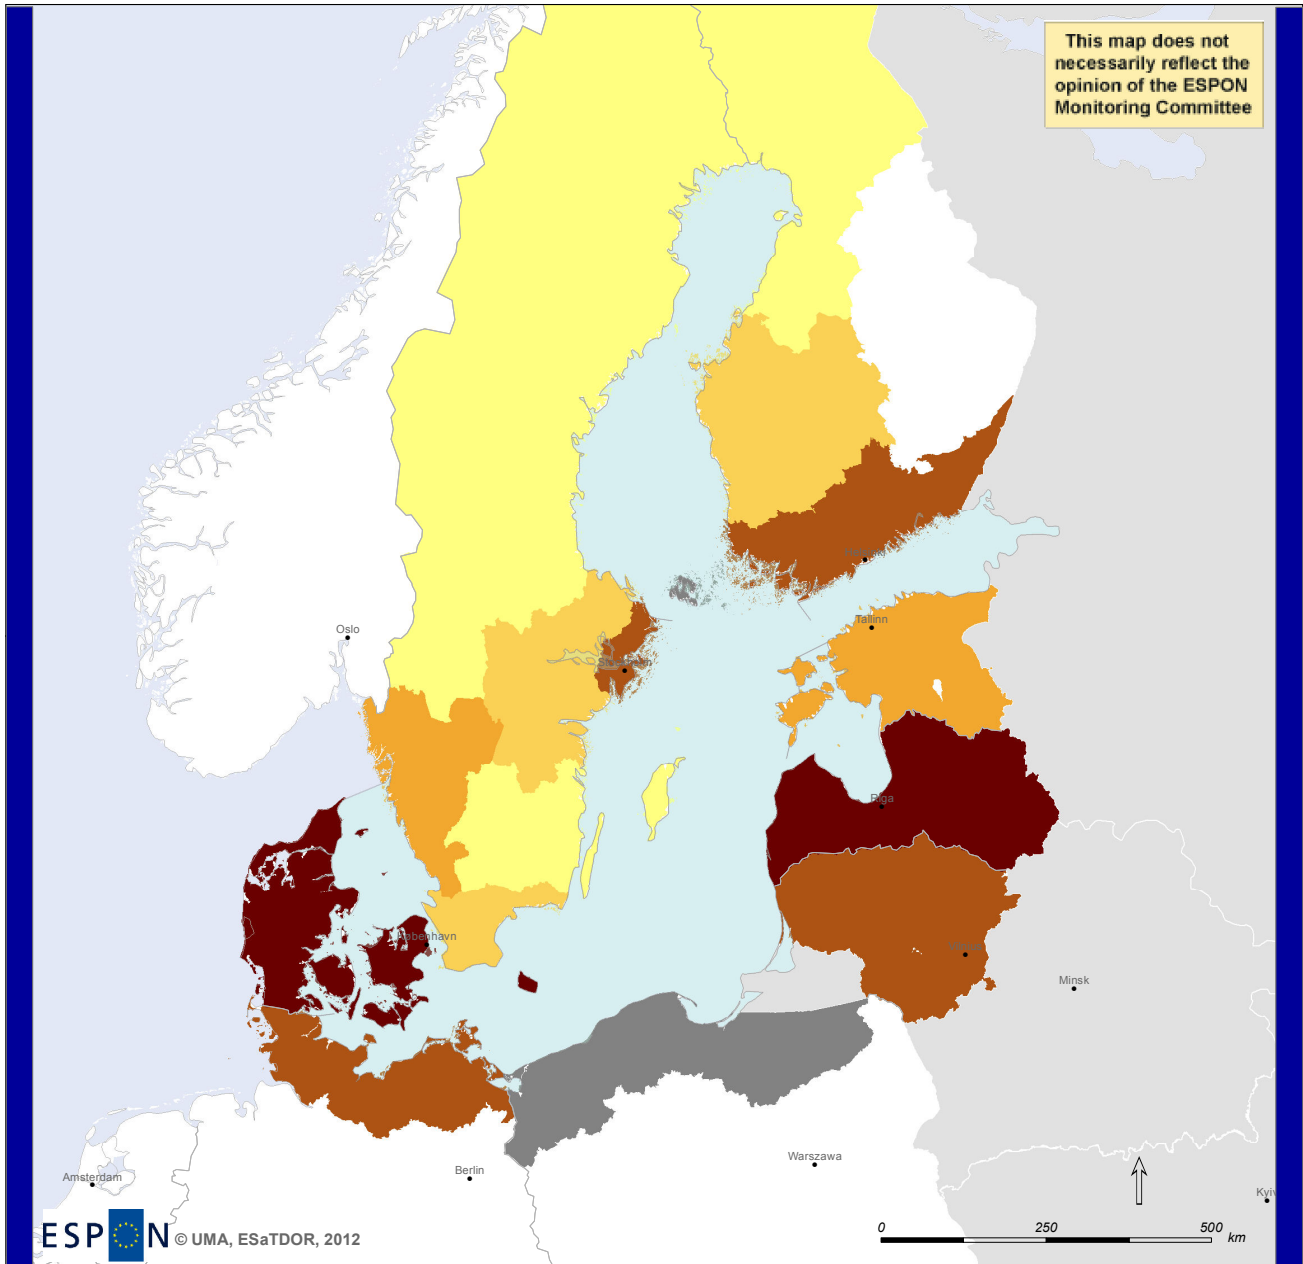 This map does not
necessarily reflect the
opinion of the ESPON
Monitoring Committee
Oslo
Tallinn
Riga
København
Minsk
Warszawa
Berlin
Amsterdam
Kyiv
ESPON © UMA, ESaTDOR, 2012
0 250 500
km